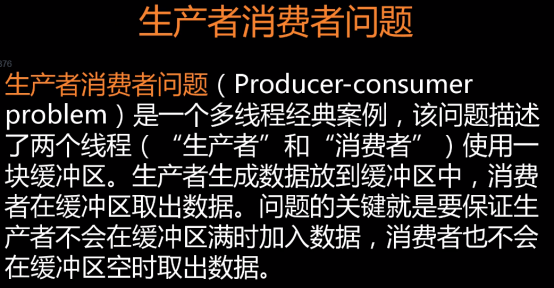 生产者消费者问题
376
生产者消费者问题（Producer-consumer
problem）是一个多线程经典案例，该问题描述
了两个线程（“生产者”和“消费者”）使用一
块缓冲区。生产者生成数据放到缓冲区中，消费
者在缓冲区取出数据。问题的关键就是要保证生
产者不会在缓冲区满时加入数据，消费者也不会
在缓冲区空时取出数据。